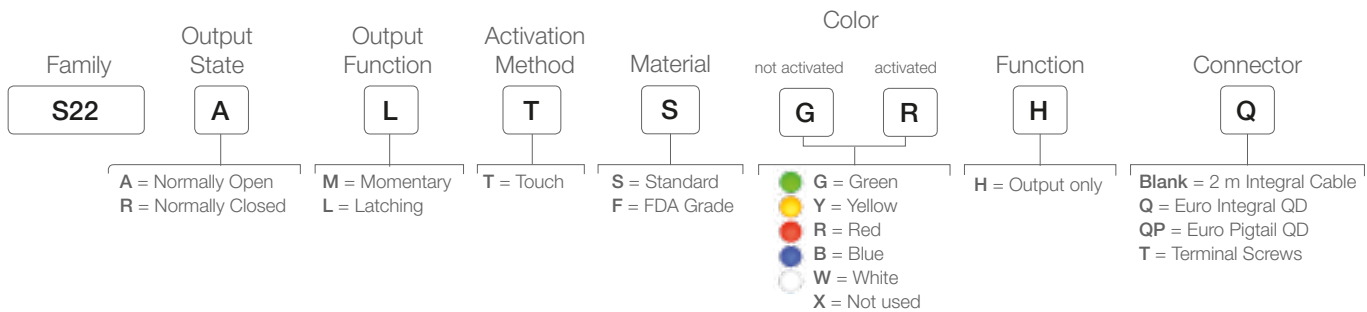 Family
Output
State
Output
Function
Activation
Method
Material
Color
not activated
activated
Function
Connector
S22
A
L
T
S
G
R
H
Q
A = Normally Open
R = Normally Closed
M = Momentary
L = Latching
T = Touch
S = Standard
F = FDA Grade
G = Green
Y = Yellow
R = Red
B = Blue
W = White
X = Not used
H = Output only
Blank = 2 m Integral Cable
Q = Euro Integral QD
QP = Euro Pigtail QD
T = Terminal Screws